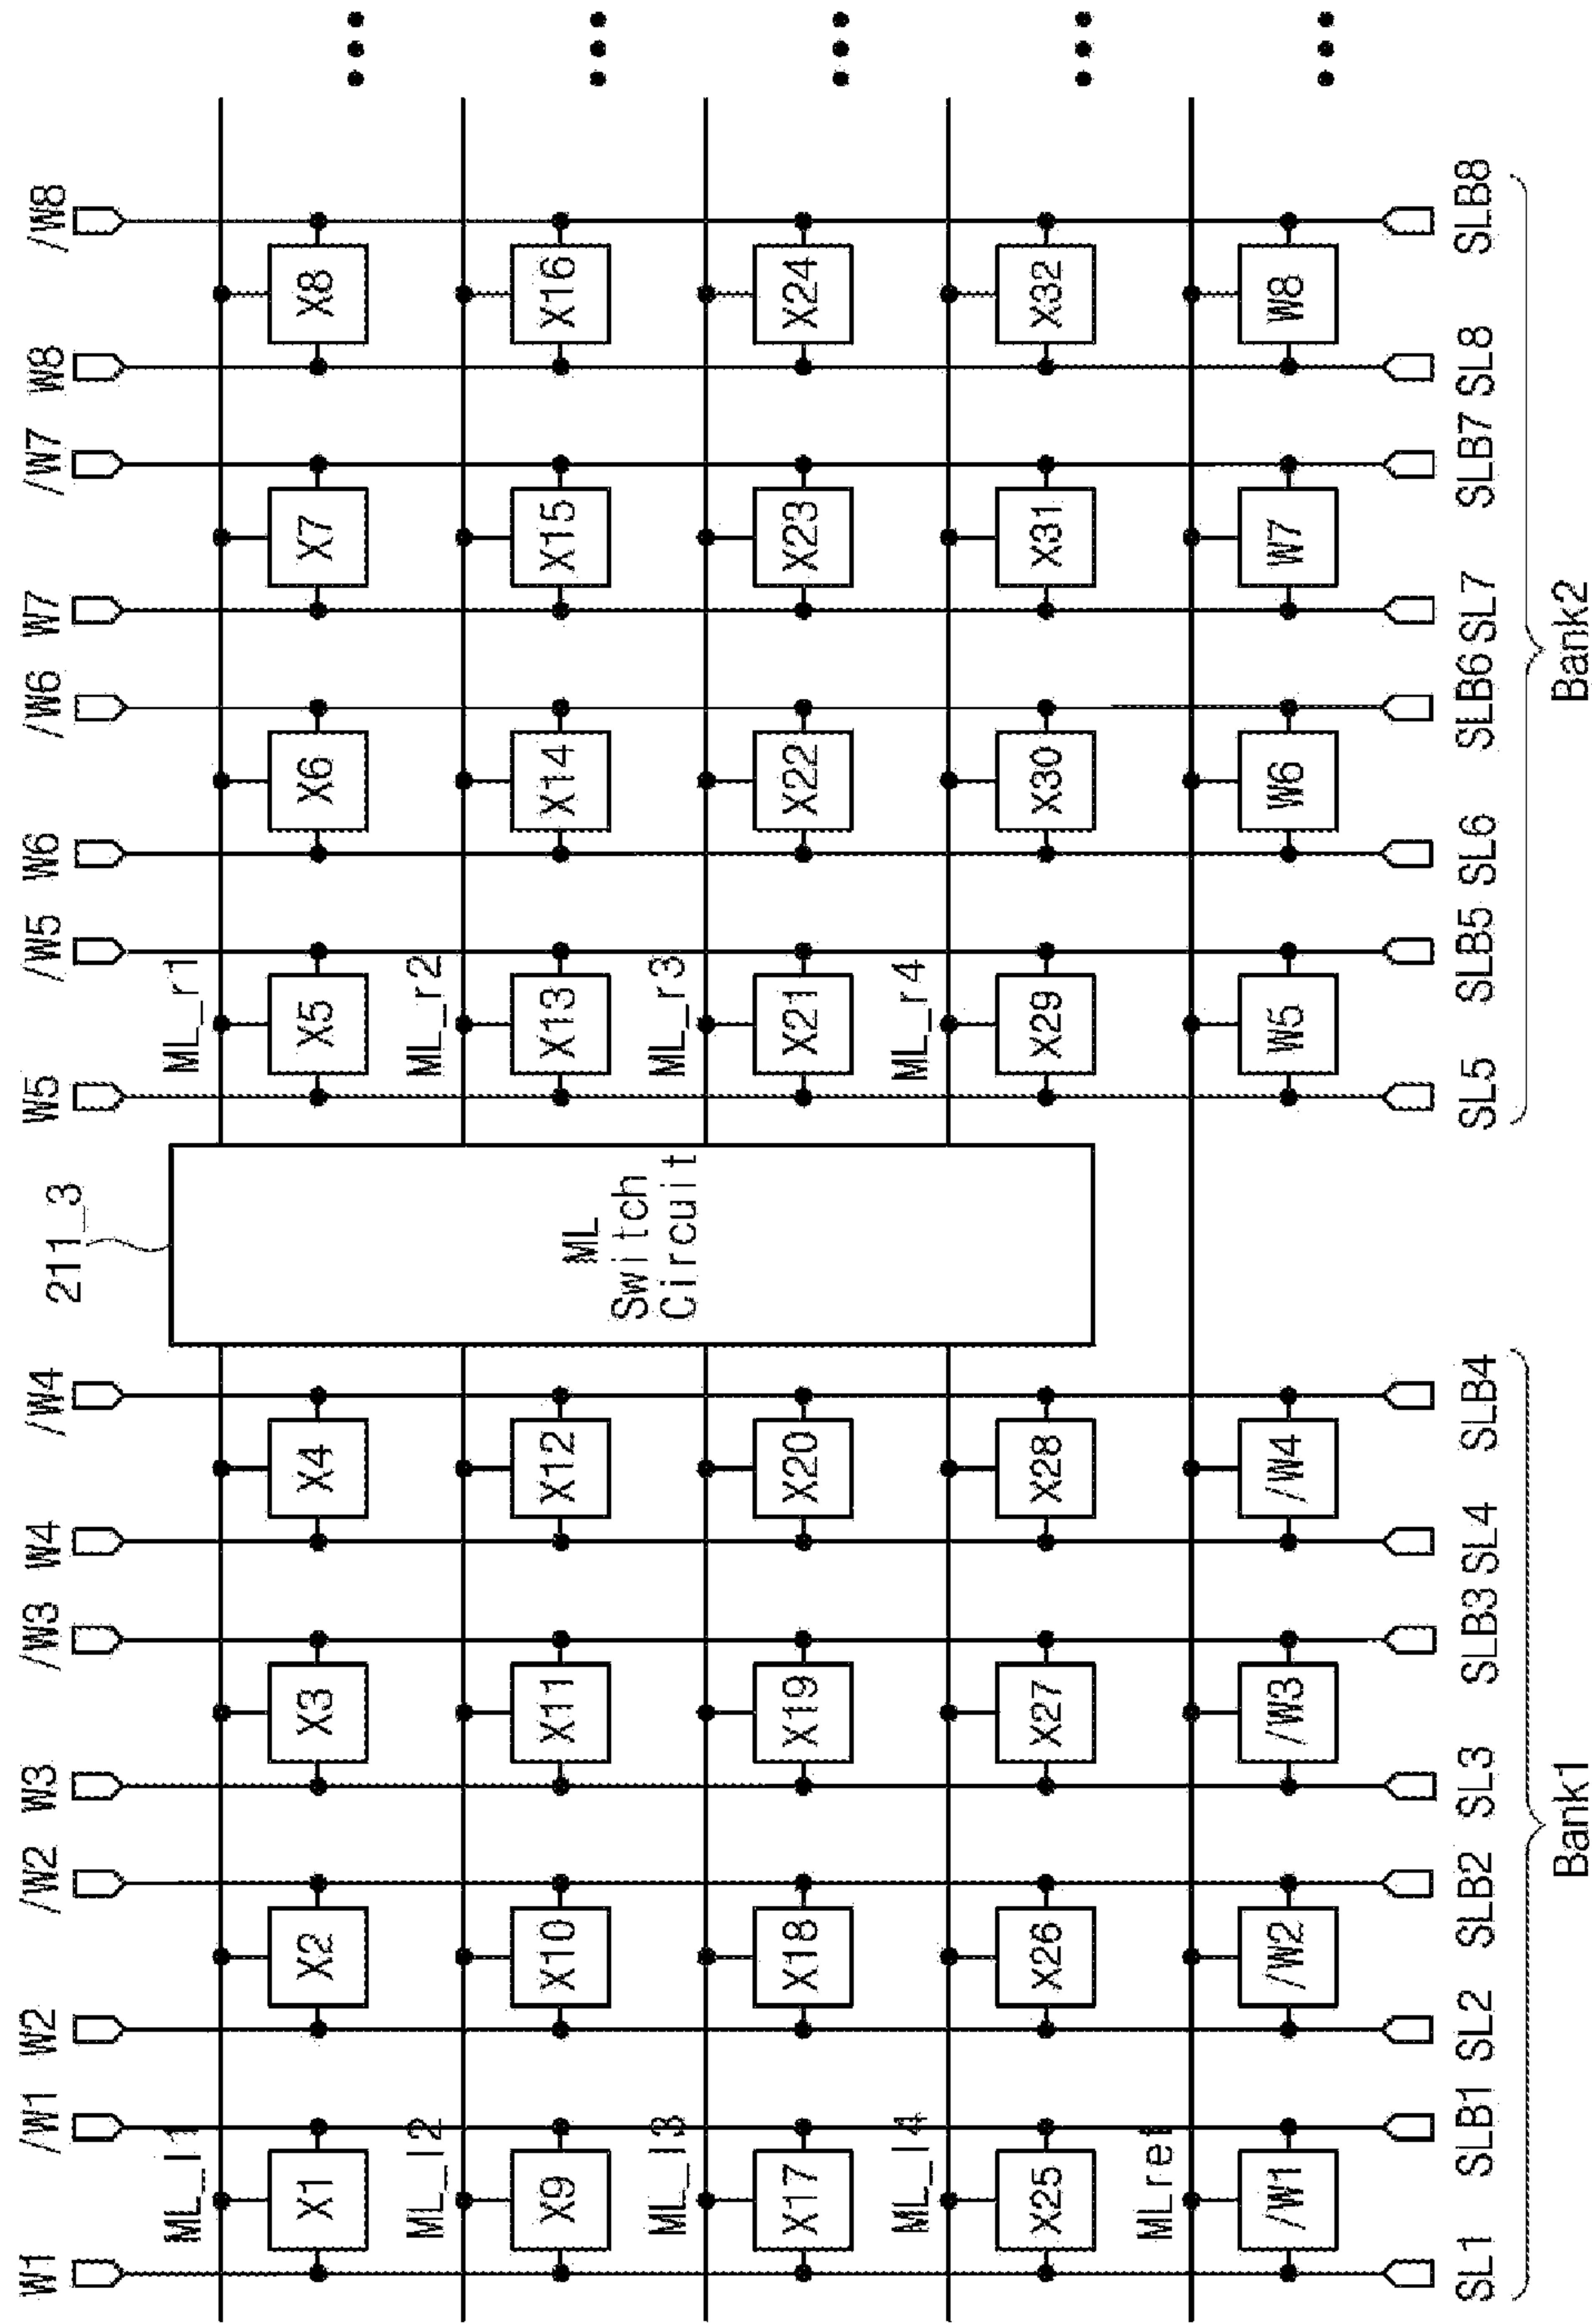 W1 /W1 W2 /W2 W3 /W3 W4 /W4 211_3 W5 /W5 W6 /W6 W7 /W7 W8 /W8
ML_l1 ML_r1
X1 X2 X3 X4 X5 X6 X7 X8
ML_l2 ML_r2
X9 X10 X11 X12 X13 X14 X15 X16
ML
Switch
Circuit
ML_l3 ML_r3
X17 X18 X19 X20 X21 X22 X23 X24
ML_l4 ML_r4
X25 X26 X27 X28 X29 X30 X31 X32
MLref
/W1 /W2 /W3 /W4 W5 W6 W7 W8
SL1 SLB1 SL2 SLB2 SL3 SLB3 SL4 SLB4 SL5 SLB5 SL6 SLB6 SL7 SLB7 SL8 SLB8
Bank1 Bank2